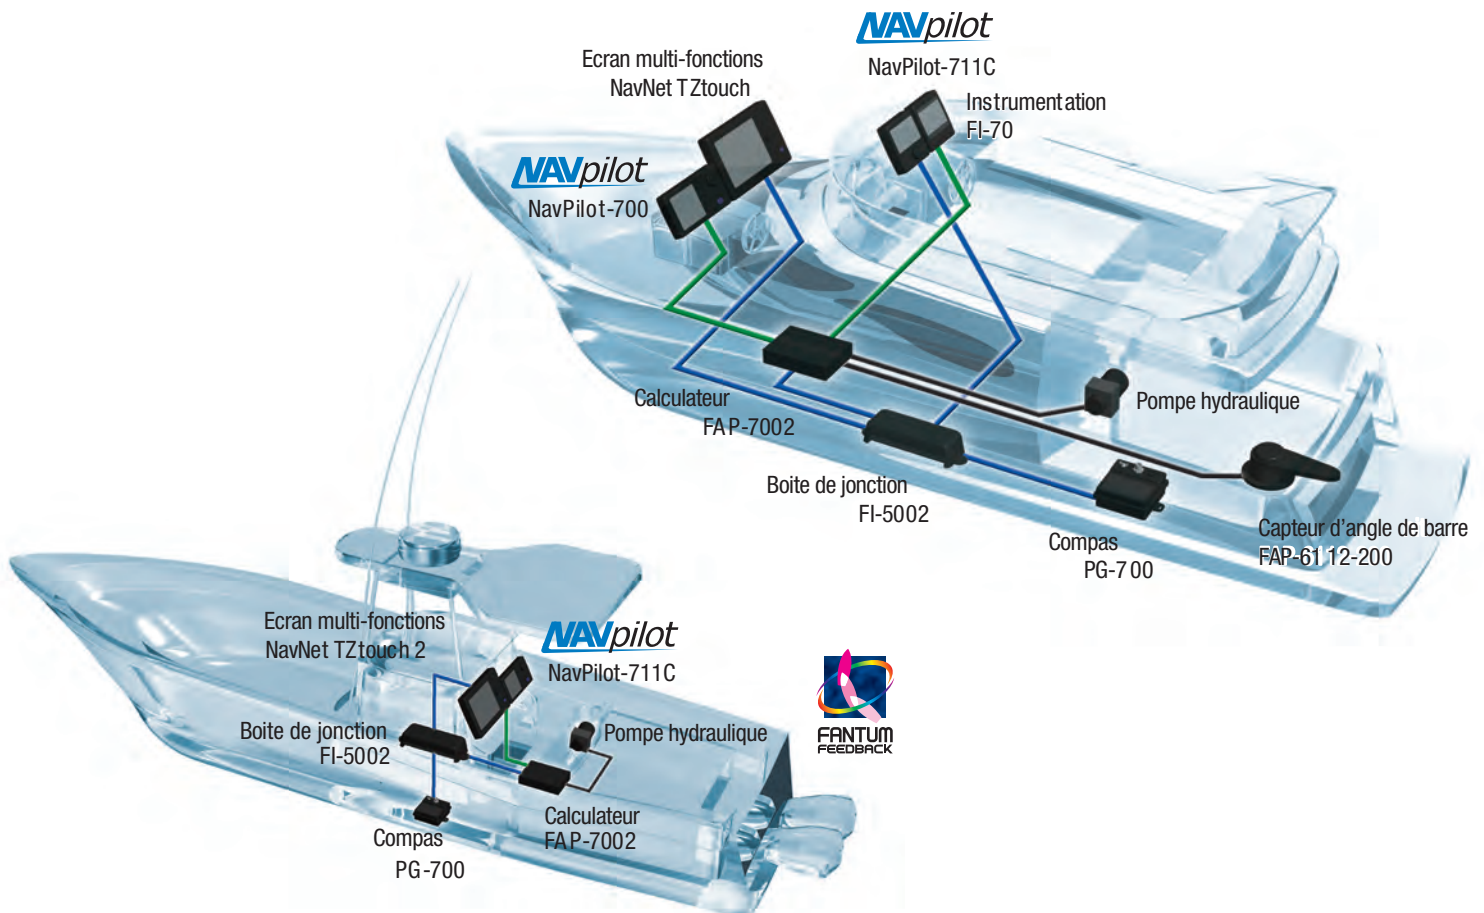 NAVpilot
NavPilot-711C
Ecran multi-fonctions
NavNet TZtouch
Instrumentation
FI-70
NAVpilot
NavPilot-700
Calculateur
FAP-7002
Pompe hydraulique
Boite de jonction
FI-5002
Compas
PG-700
Capteur d'angle de barre
FAP-6112-200
Ecran multi-fonctions
NavNet TZtouch 2
NAVpilot
NavPilot-711C
Boite de jonction
FI-5002
Pompe hydraulique
Calculateur
FAP-7002
Compas
PG-700
FANTUM
FEEDBACK